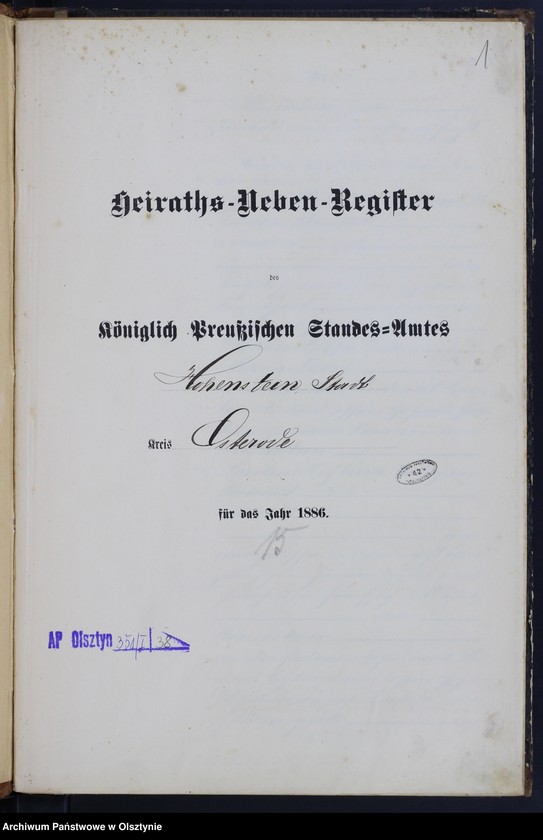 1
Heiraths-Neben-Register
des
Königlich Preußischen Standes-Amtes
Hohenstein Stadt
Kreis Osterode
42
für das Jahr 1886.
15
AP Olsztyn 351/I/38
Archiwum Państwowe w Olsztynie